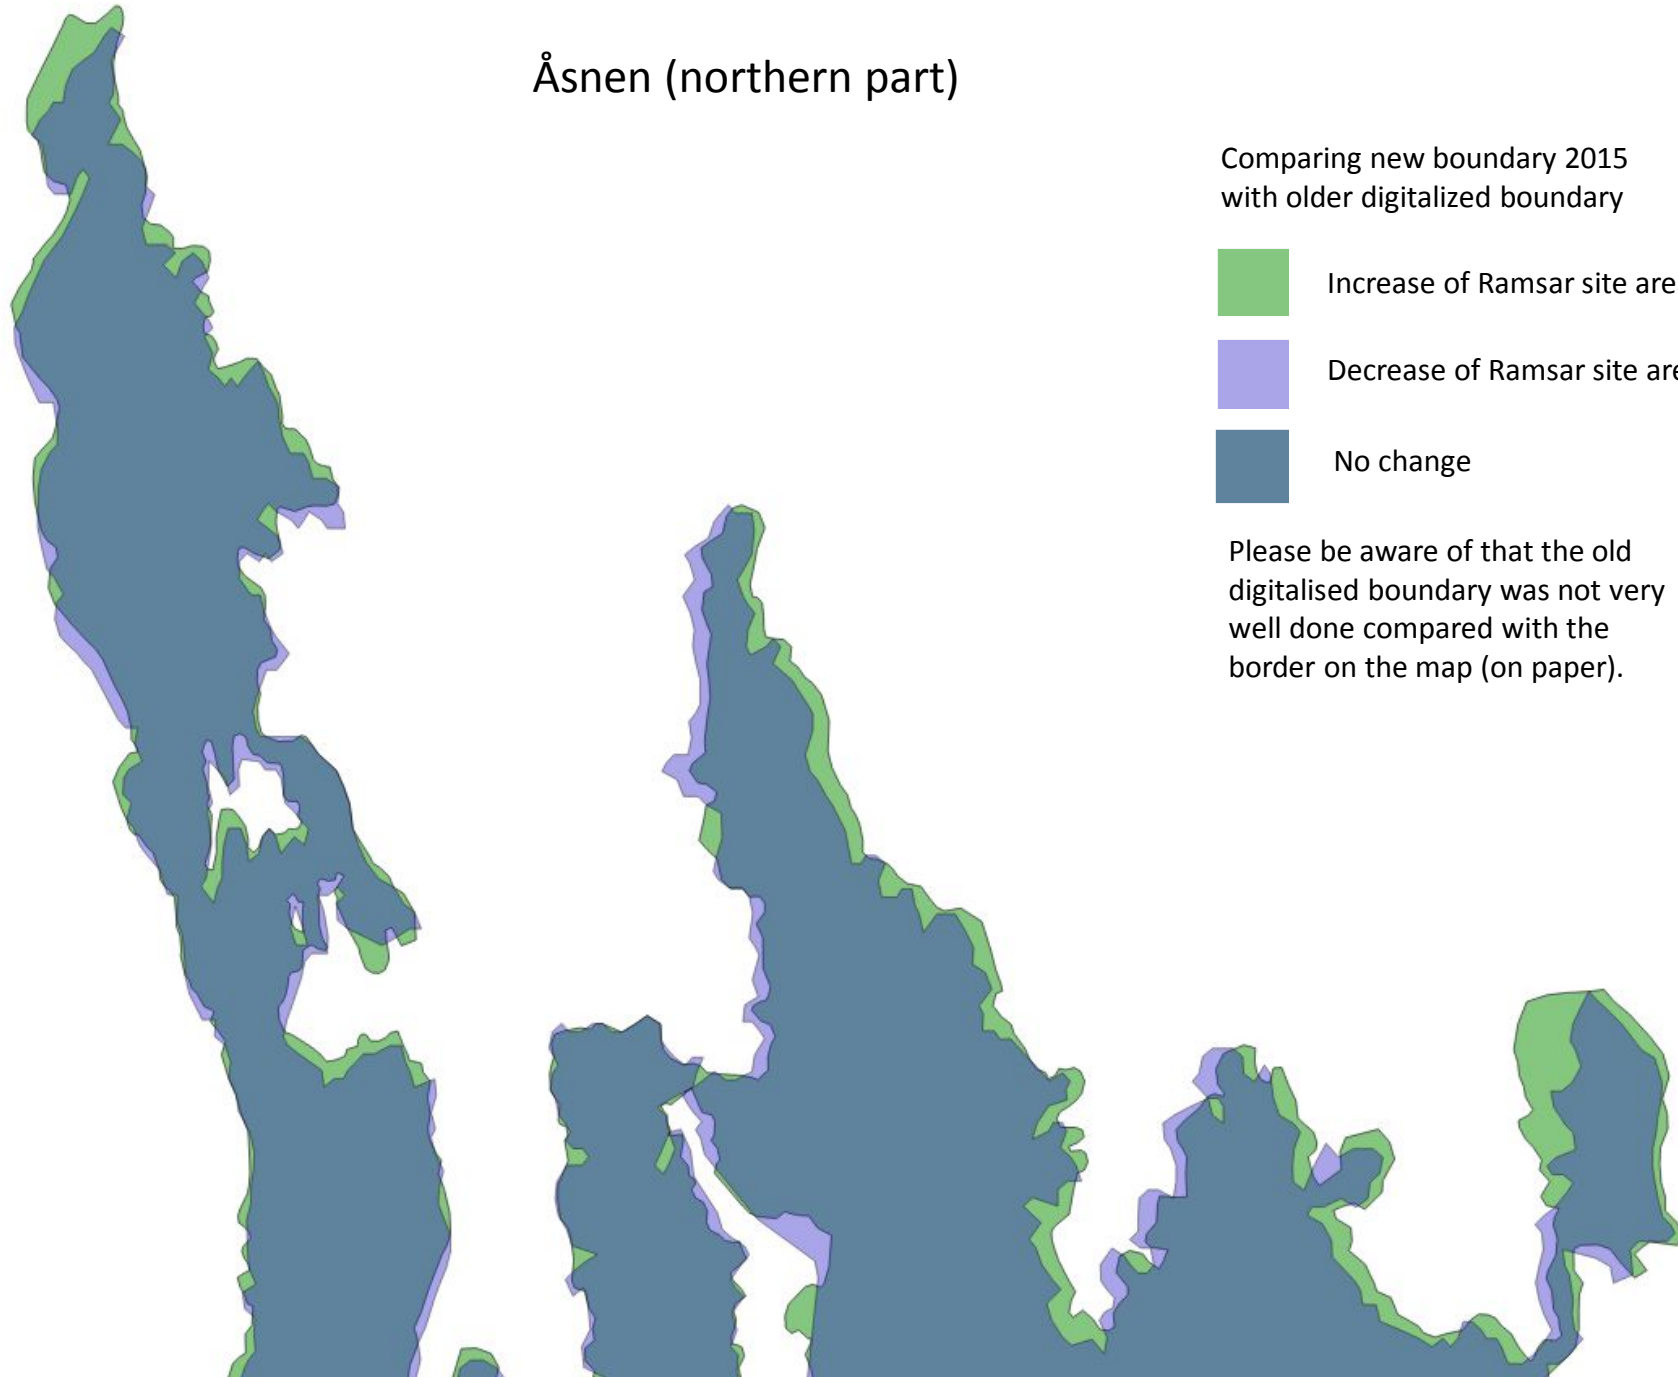 Åsnen (northern part)
Comparing new boundary 2015
with older digitalized boundary
Increase of Ramsar site are
Decrease of Ramsar site are
No change
Please be aware of that the old
digitalised boundary was not very
well done compared with the
border on the map (on paper).